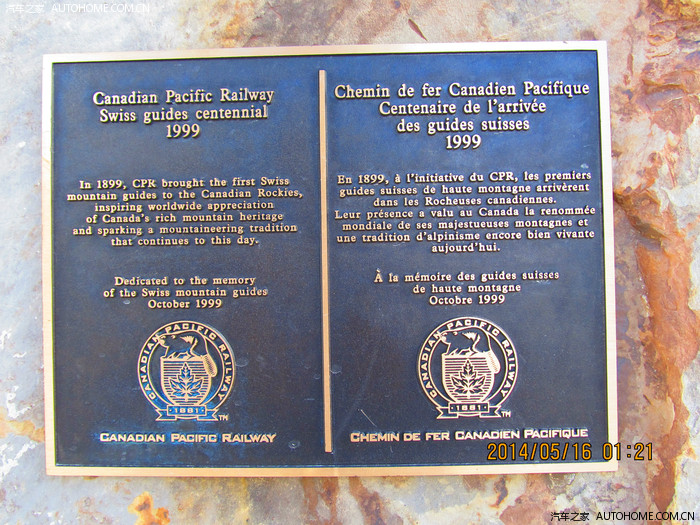 汽车之家 AUTOHOME.COM.CN
Canadian Pacific Railway
Swiss guides centennial
1999
In 1899, CPR brought the first Swiss
mountain guides to the Canadian Rockies,
inspiring worldwide appreciation
of Canada's rich mountain heritage
and sparking a mountaineering tradition
that continues to this day.
Dedicated to the memory
of the Swiss mountain guides
October 1999
CANADIAN PACIFIC RAILWAY
1881
TM
CANADIAN PACIFIC RAILWAY
Chemin de fer Canadien Pacifique
Centenaire de l'arrivée
des guides suisses
1999
En 1899, à l'initiative du CPR, les premiers
guides suisses de haute montagne arrivèrent
dans les Rocheuses canadiennes.
Leur présence a valu au Canada la renommée
mondiale de ses majestueuses montagnes et
une tradition d'alpinisme encore bien vivante
aujourd'hui.
À la mémoire des guides suisses
de haute montagne
Octobre 1999
CANADIAN PACIFIC RAILWAY
1881
TM
CHEMIN DE FER CANADIEN PACIFIQUE
2014/05/16 01:21
汽车之家 AUTOHOME.COM.CN